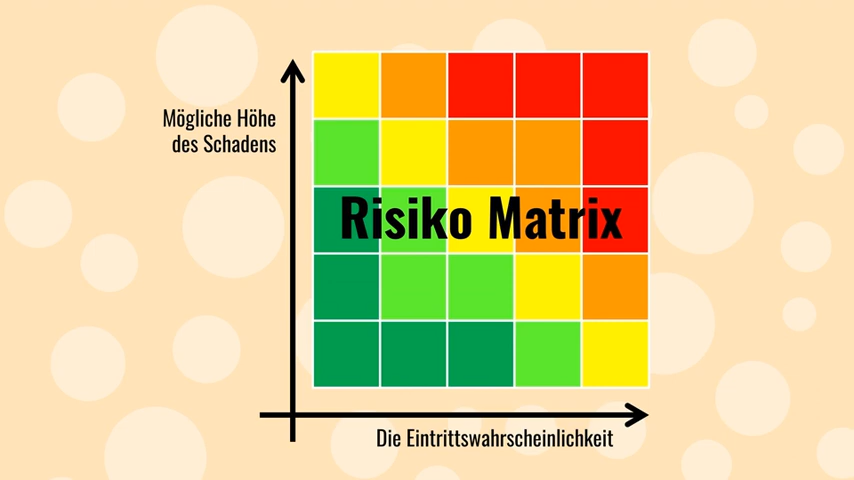 Mögliche Höhe
des Schadens
Risiko Matrix
Die Eintrittswahrscheinlichkeit